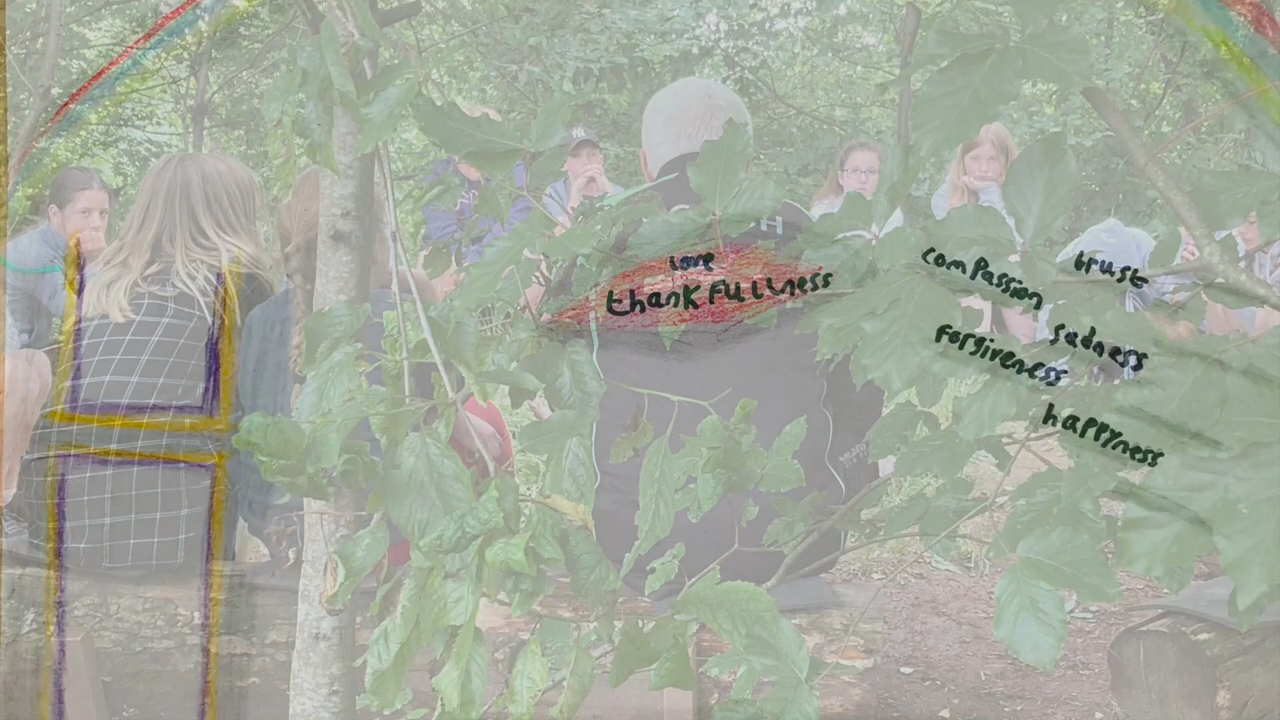 love
thankfullness
compassion
trust
sadness
forgiveness
happyness
H